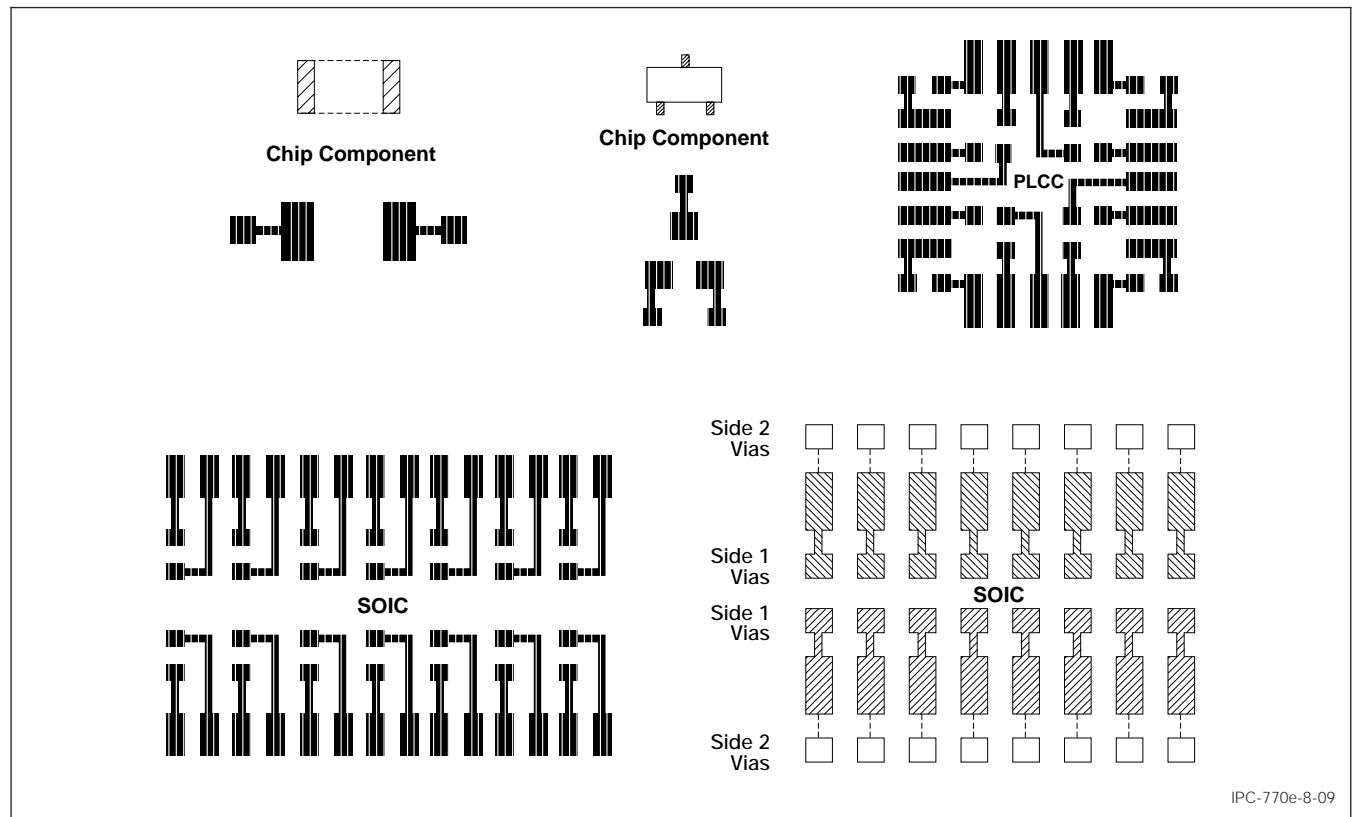 Chip Component
Chip Component
PLCC
Side 2
Vias
Side 1
Vias
SOIC
SOIC
Side 1
Vias
Side 2
Vias
IPC-770e-8-09